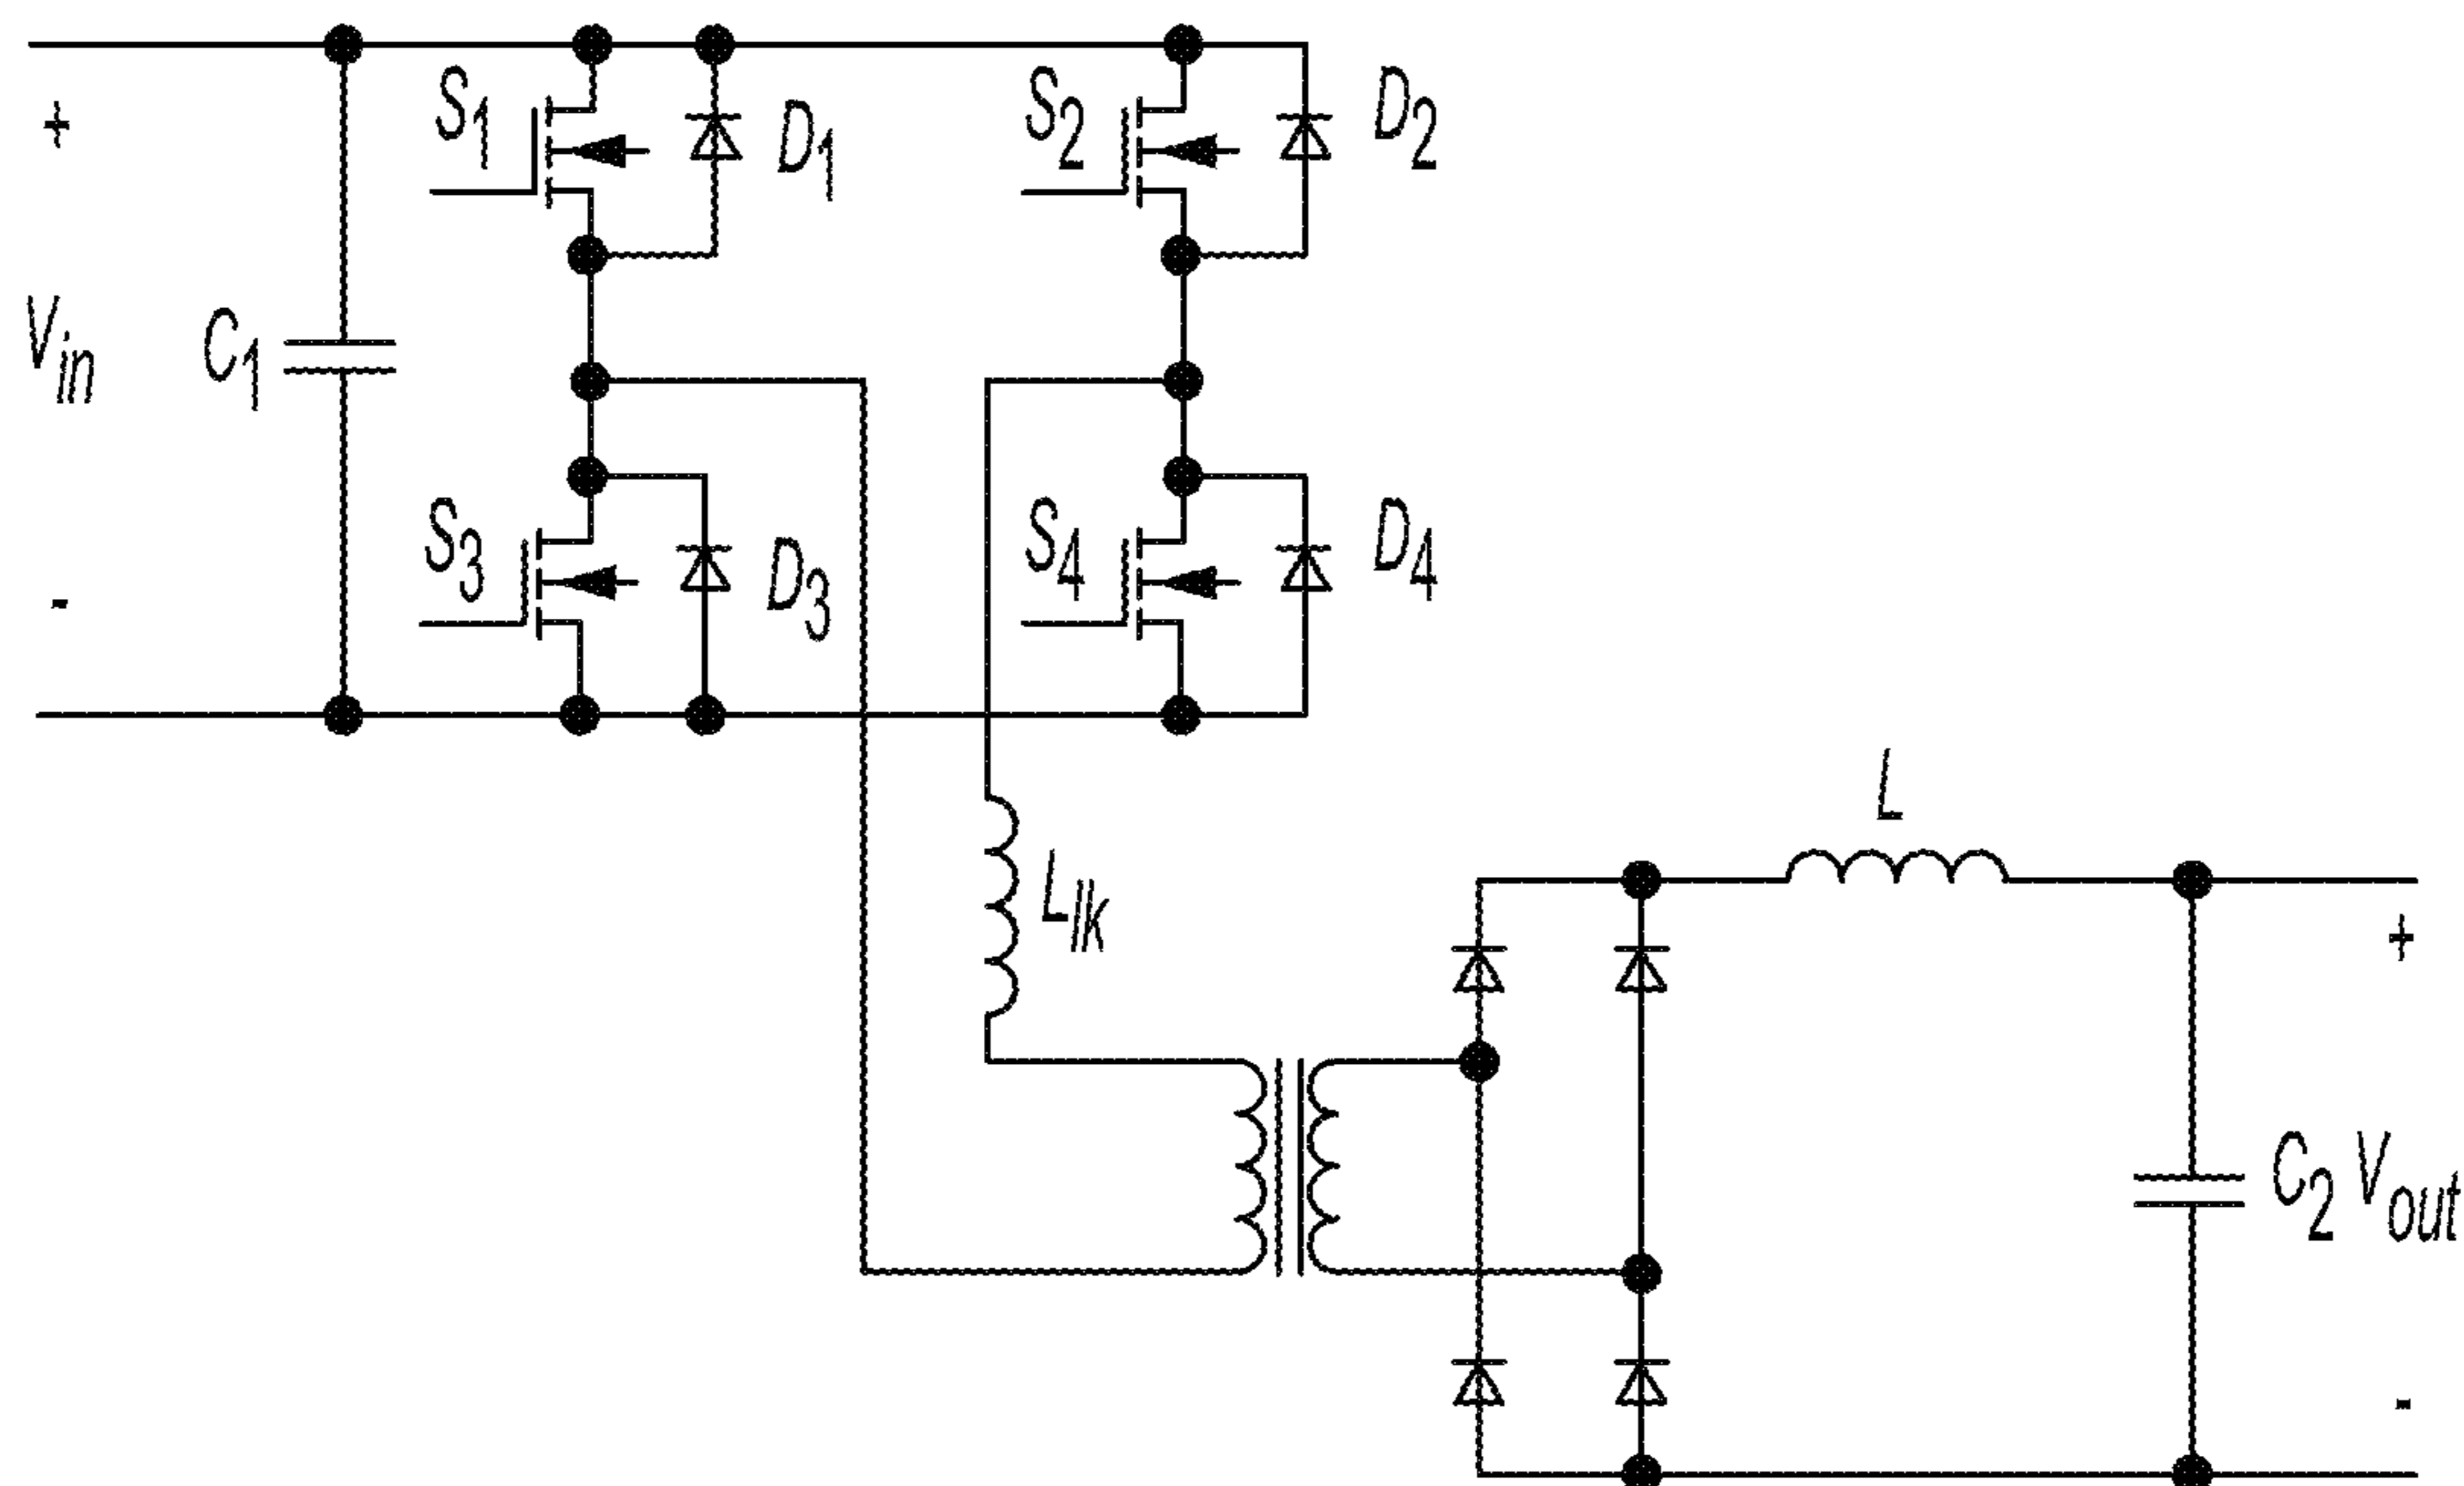 +
S1
D1
S2
D2
Vin
C1
-
S3
D3
S4
D4
L
Llk
+
C2
Vout
-